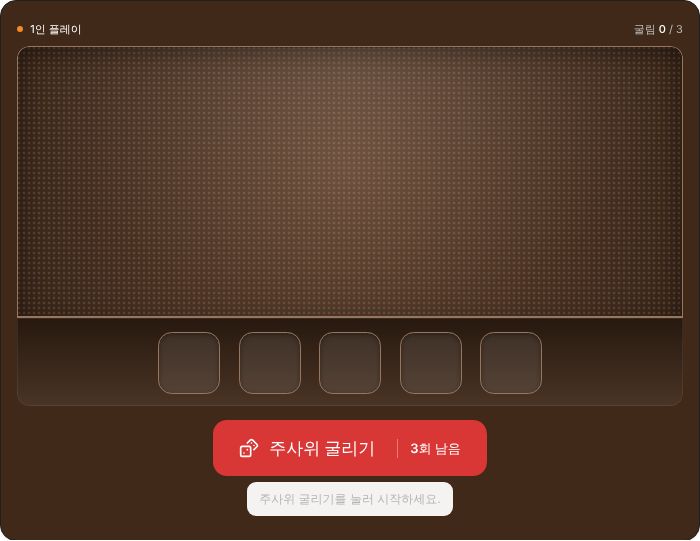 1인 플레이
굴림 0 / 3
주사위 굴리기
3회 남음
주사위 굴리기를 눌러 시작하세요.